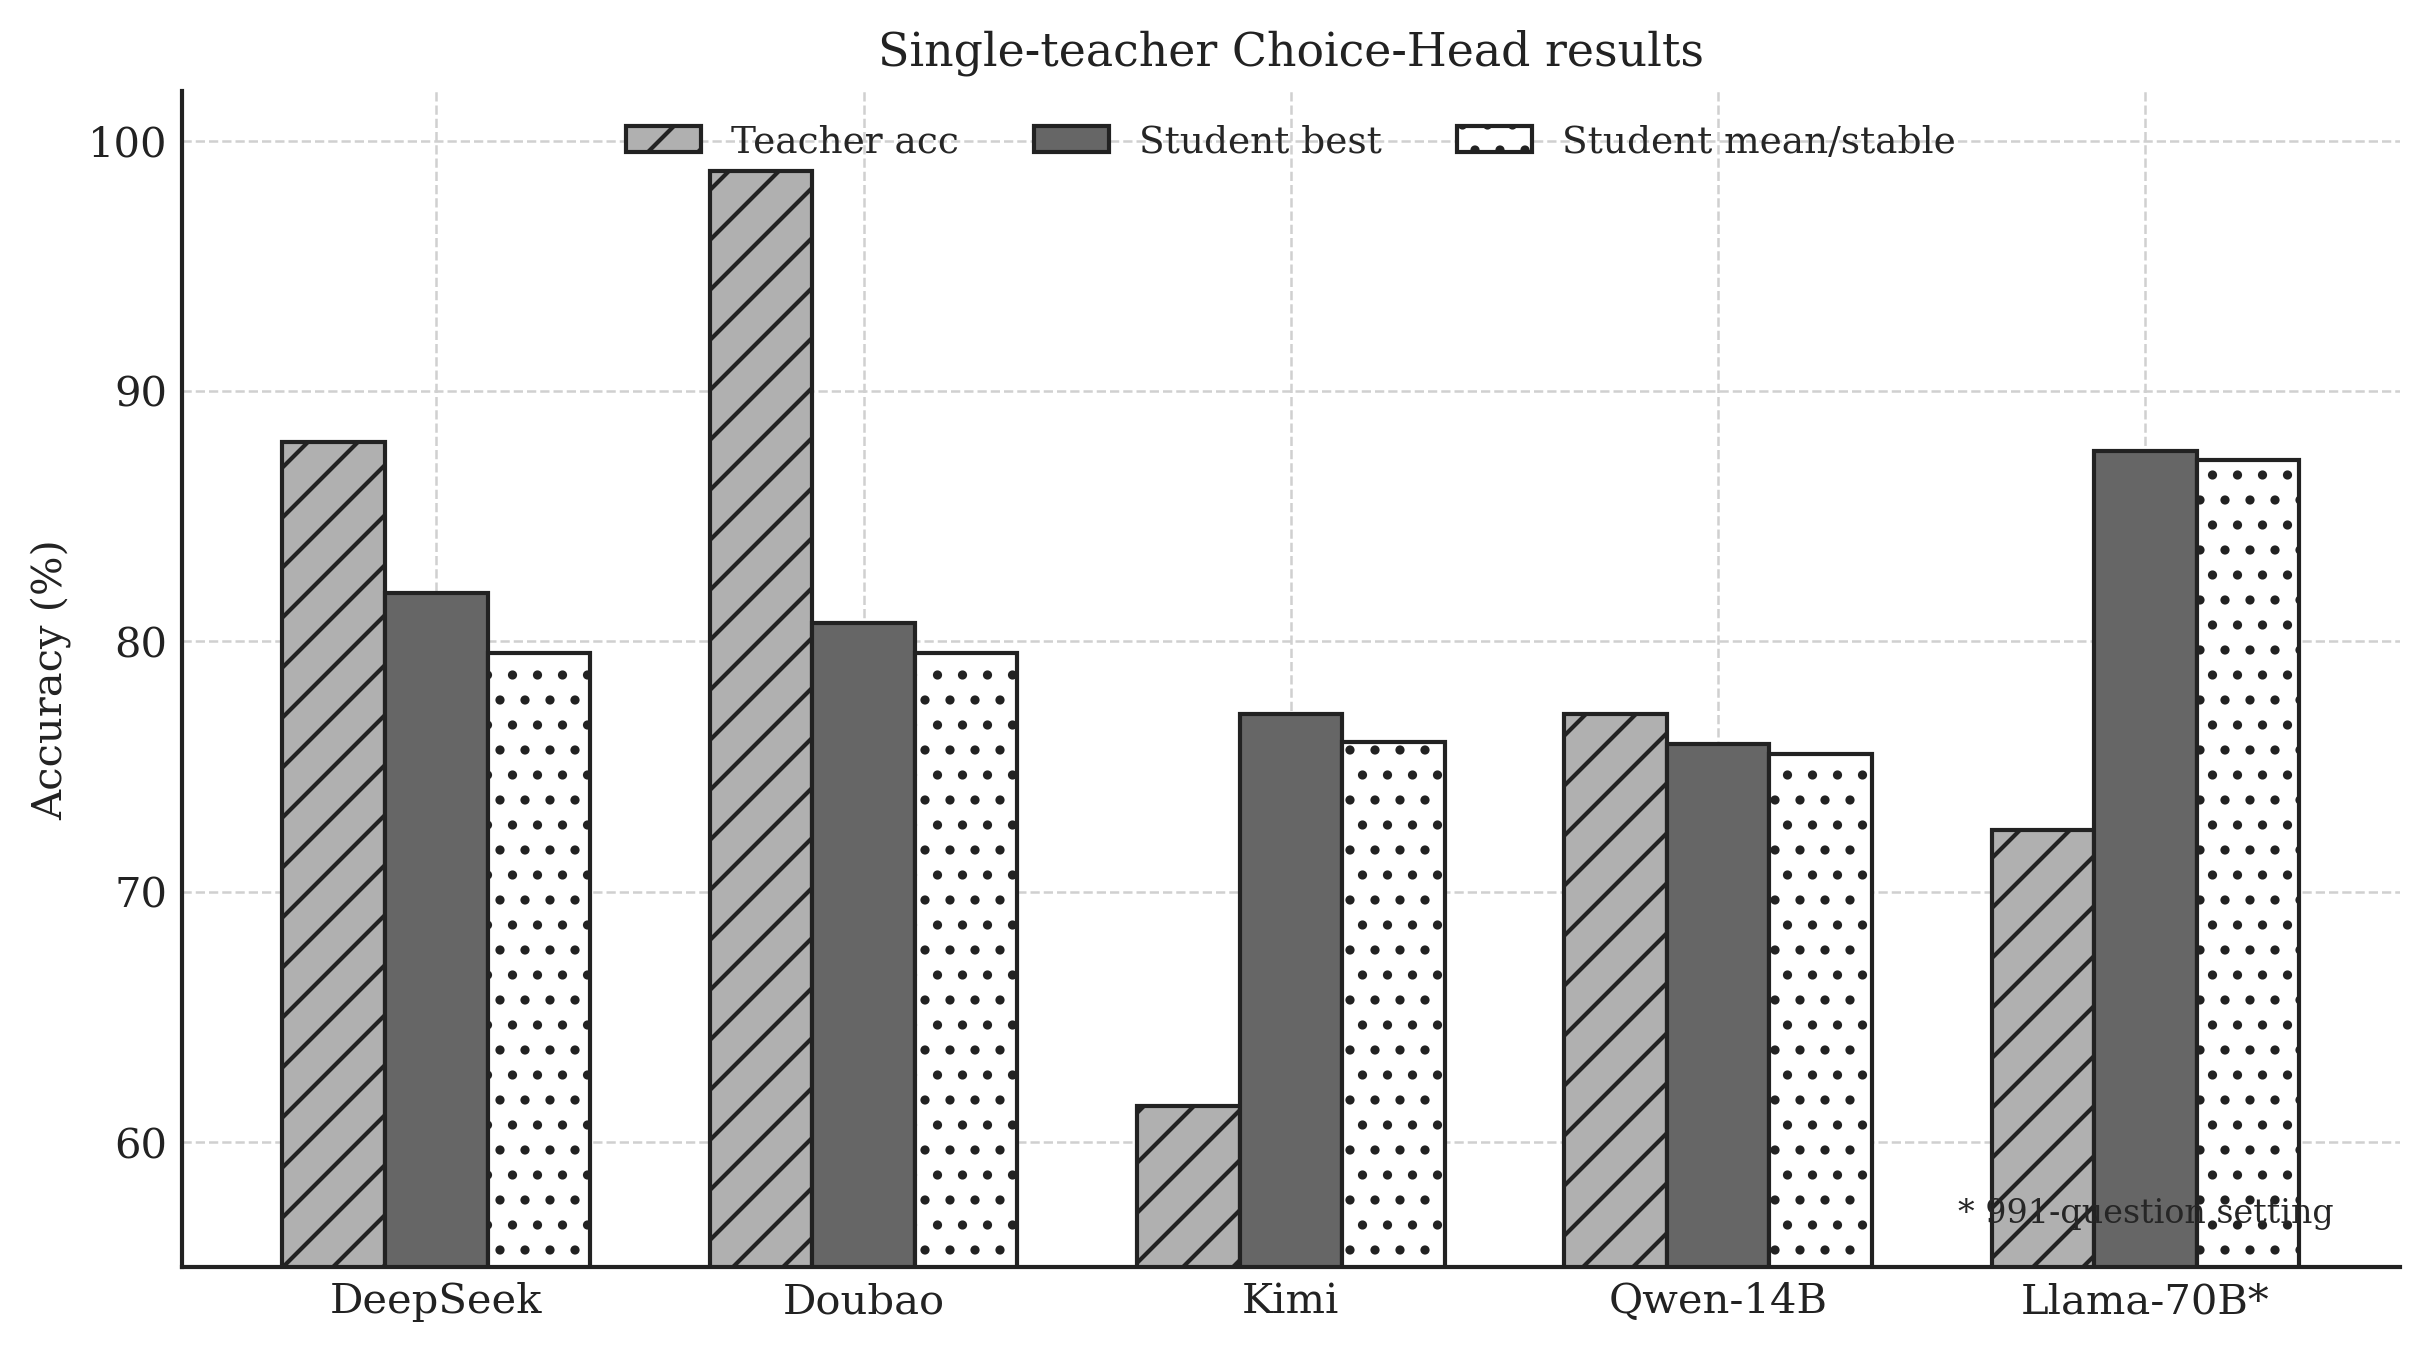 Single-teacher Choice-Head results
Teacher acc
Student best
Student mean/stable
Accuracy (%)
100
90
80
70
60
* 991-question setting
DeepSeek
Doubao
Kimi
Qwen-14B
Llama-70B*